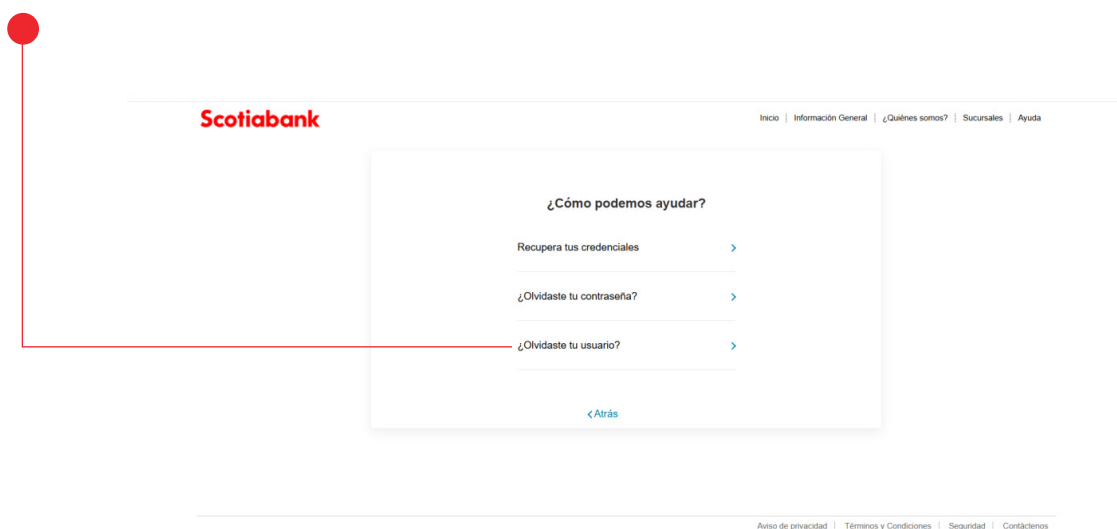 Scotiabank
Inicio | Información General | ¿Quiénes somos? | Sucursales | Ayuda
¿Cómo podemos ayudar?
Recupera tus credenciales
¿Olvidaste tu contraseña?
¿Olvidaste tu usuario?
Atrás
Aviso de privacidad | Términos y Condiciones | Seguridad | Contáctenos